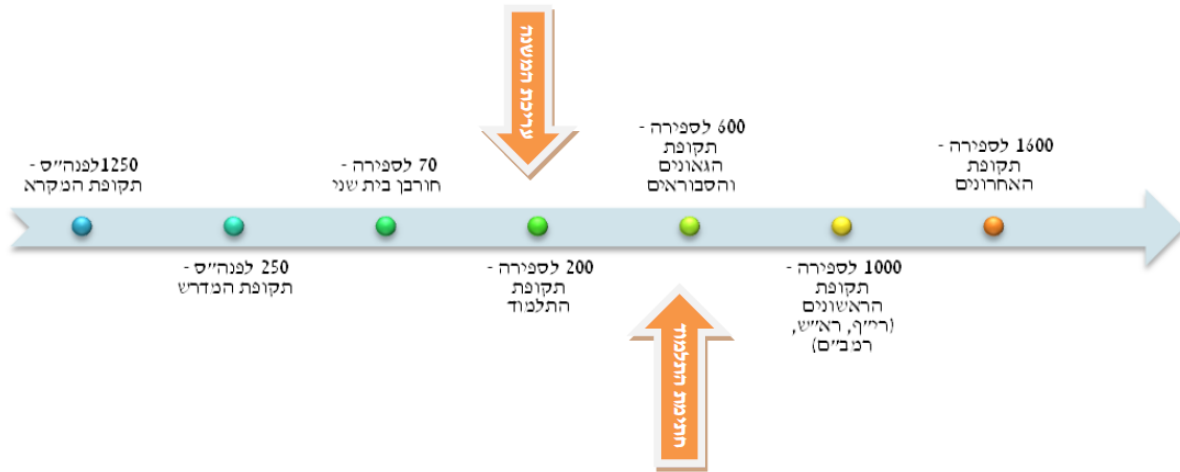 עריכת המשנה
1250לפנה"ס -
תקופת המקרא
70 לספירה -
חורבן בית שני
600 לספירה -
תקופת
הגאונים
והסבוראים
1600 לספירה -
תקופת
האחרונים
250 לפנה"ס -
תקופת המדרש
200 לספירה -
תקופת
התלמוד
1000 לספירה -
תקופת
הראשונים
(רי"ף, רא"ש,
רמב"ם)
חתימת התלמוד